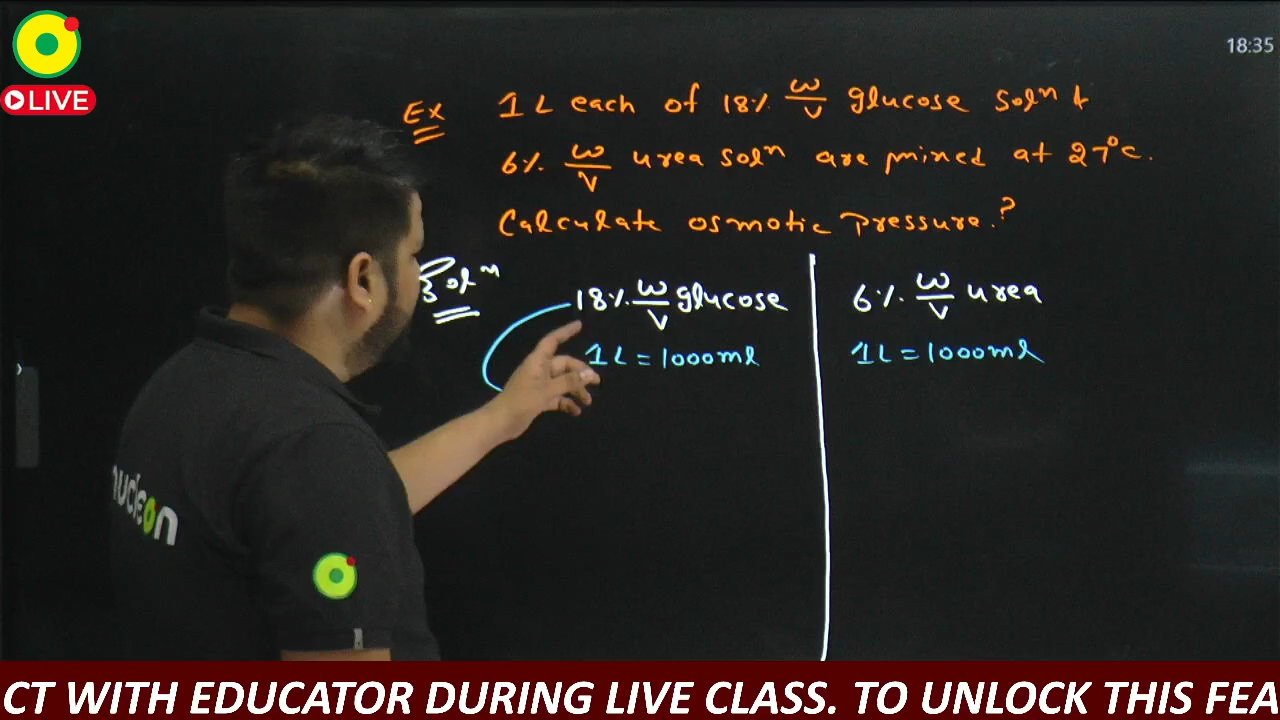 18:35
LIVE
Ex 1 L each of 18% w/v glucose solⁿ &
6% w/v urea solⁿ are mixed at 27°c.
Calculate osmotic pressure.?
Solⁿ
18% w/v glucose
1L = 1000ml
6% w/v urea
1L = 1000ml
nucleon
CT WITH EDUCATOR DURING LIVE CLASS. TO UNLOCK THIS FEA